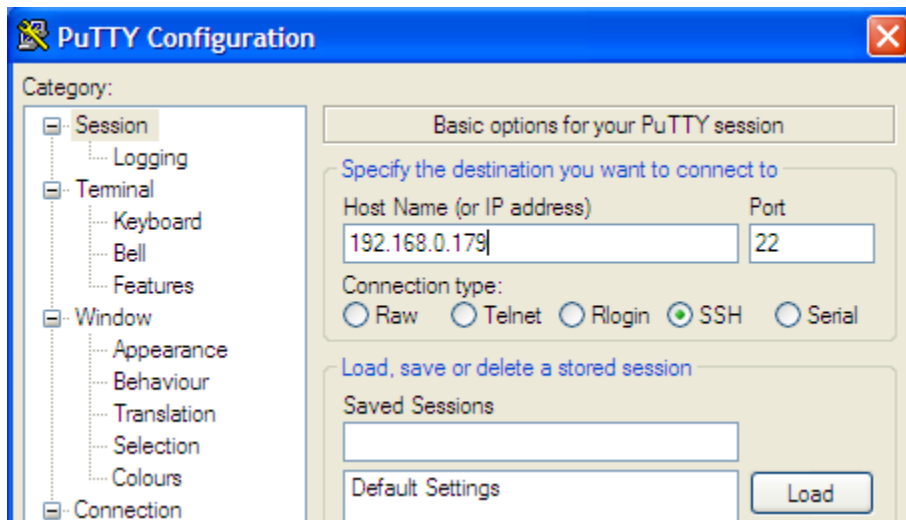 PuTTY Configuration
Category:
Session
Logging
Terminal
Keyboard
Bell
Features
Window
Appearance
Behaviour
Translation
Selection
Colours
Connection
Basic options for your PuTTY session
Specify the destination you want to connect to
Host Name (or IP address) Port
192.168.0.179 22
Connection type:
Raw Telnet Rlogin SSH Serial
Load, save or delete a stored session
Saved Sessions
Default Settings Load